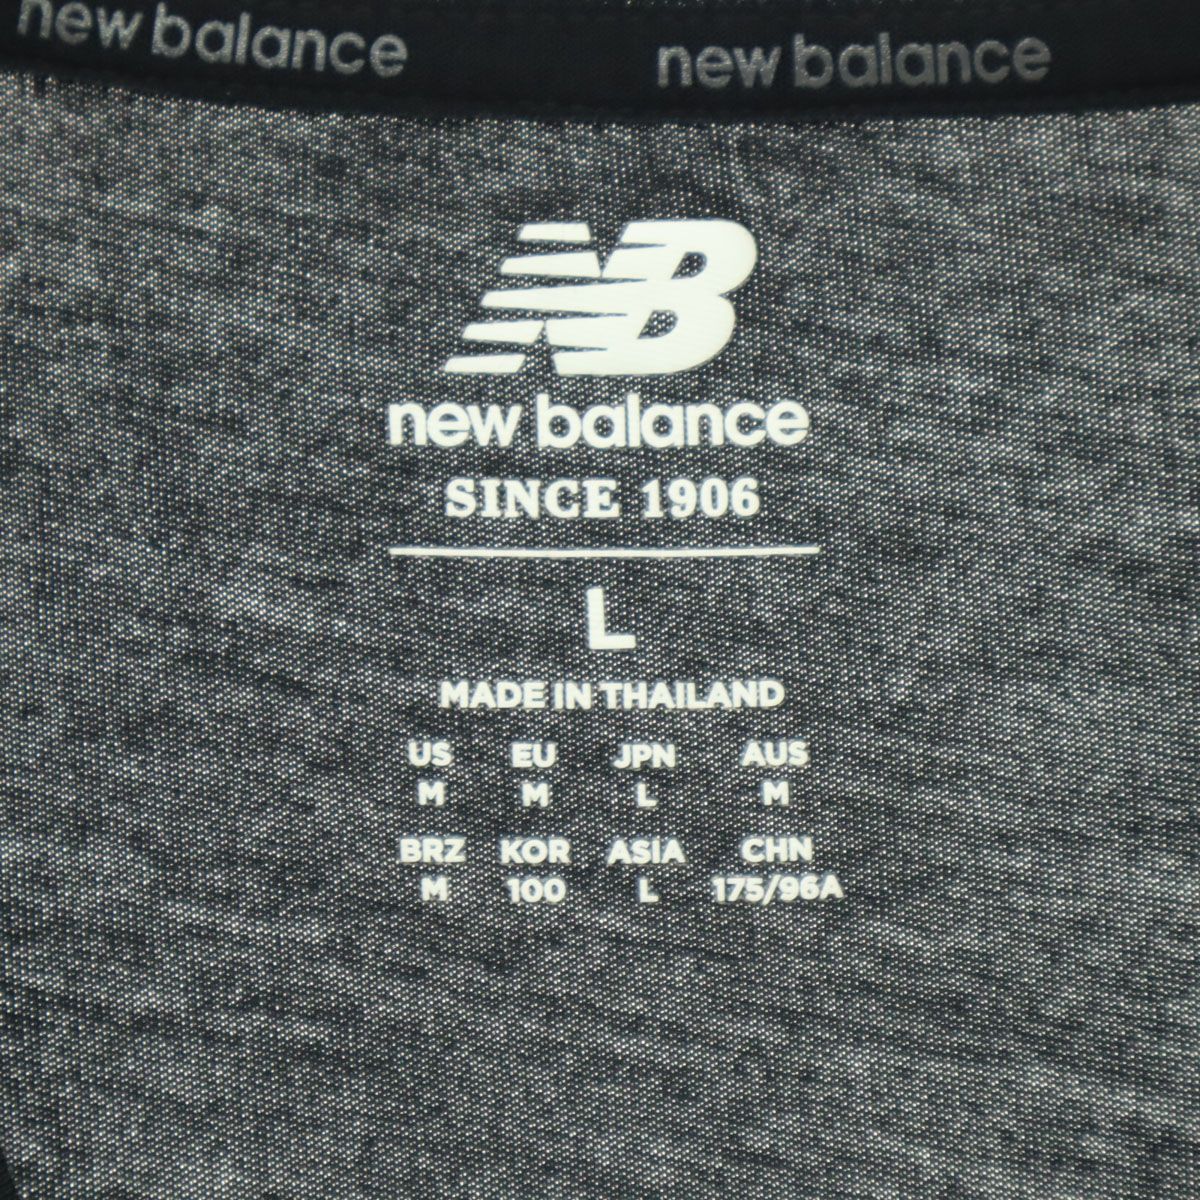 new balance new balance
NB
new balance
SINCE 1906
L
MADE IN THAILAND
US EU JPN AUS
M M L M
BRZ KOR ASIA CHN
M 100 L 175/96A